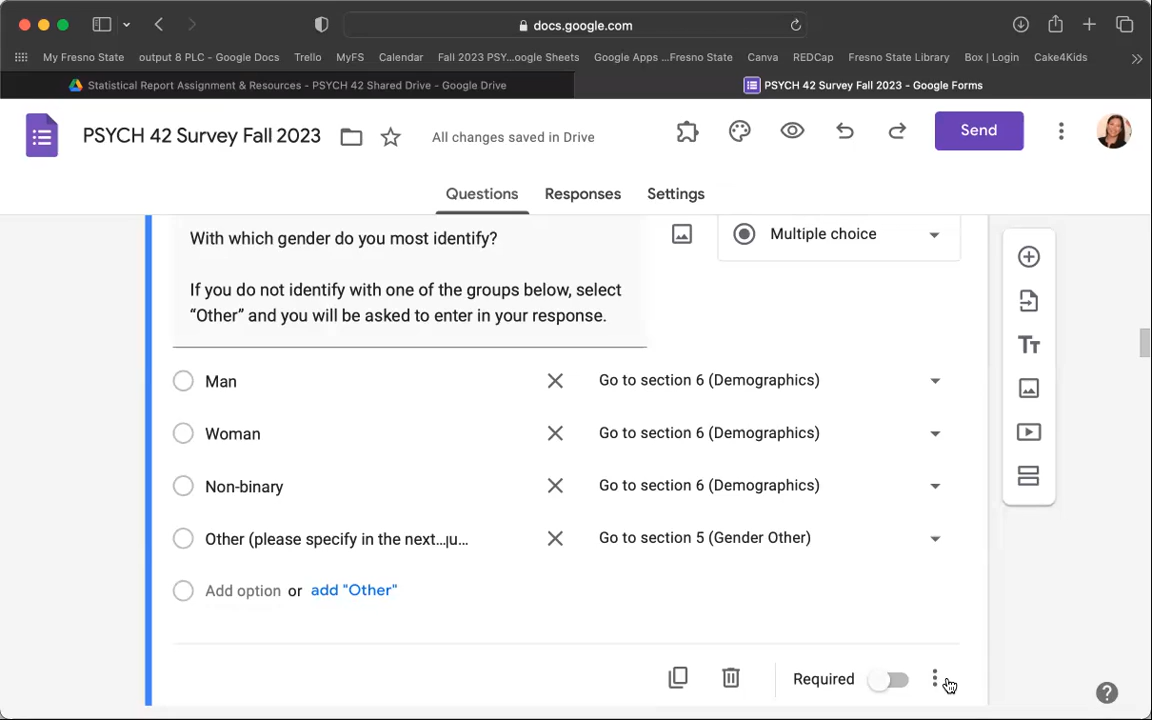 docs.google.com
My Fresno State output 8 PLC - Google Docs Trello MyFS Calendar Fall 2023 PSY...oogle Sheets Google Apps ...Fresno State Canva REDCap Fresno State Library Box | Login Cake4Kids
Statistical Report Assignment & Resources - PSYCH 42 Shared Drive - Google Drive
PSYCH 42 Survey Fall 2023 - Google Forms
PSYCH 42 Survey Fall 2023
All changes saved in Drive
Send
Questions Responses Settings
With which gender do you most identify?
Multiple choice
If you do not identify with one of the groups below, select
“Other” and you will be asked to enter in your response.
Man Go to section 6 (Demographics)
Woman Go to section 6 (Demographics)
Non-binary Go to section 6 (Demographics)
Other (please specify in the next...u... Go to section 5 (Gender Other)
Add option or add "Other"
Required